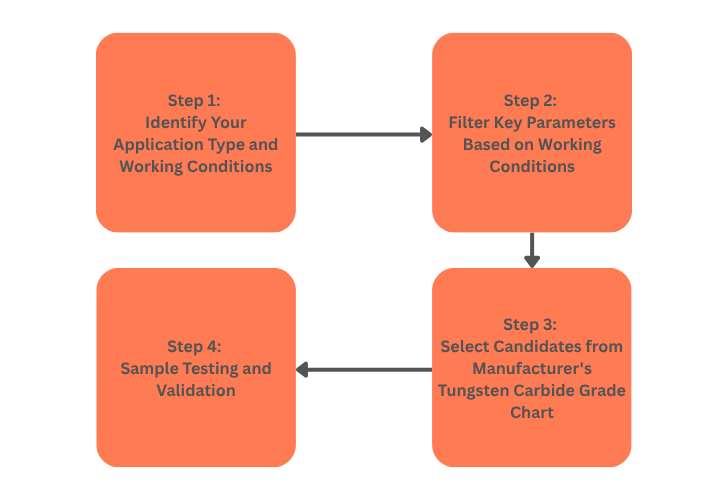 Step 1:
Identify Your
Application Type and
Working Conditions
Step 2:
Filter Key Parameters
Based on Working
Conditions
Step 3:
Select Candidates from
Manufacturer's
Tungsten Carbide Grade
Chart
Step 4:
Sample Testing and
Validation